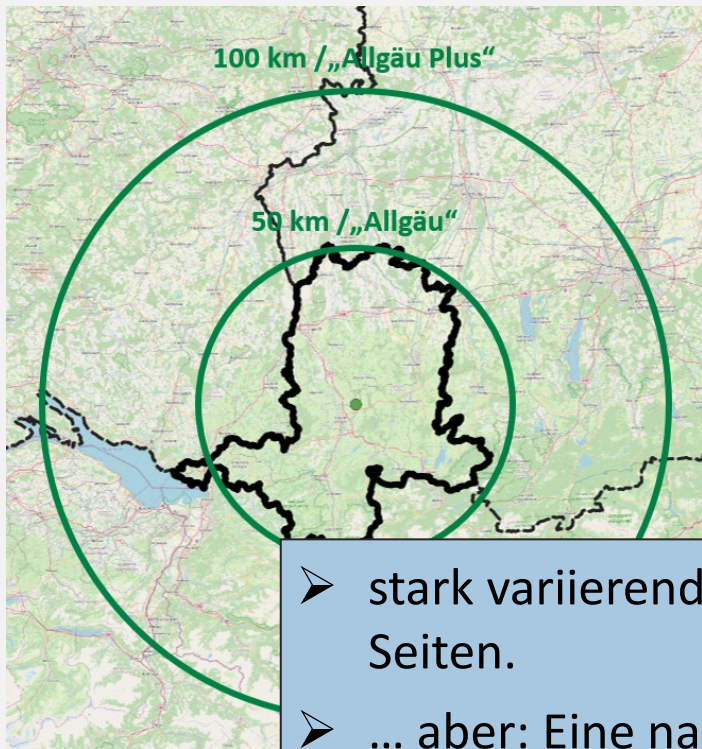 100 km /„Allgäu Plus“
50 km /„Allgäu“
➢ stark variierend
Seiten.
➢ ... aber: Eine na